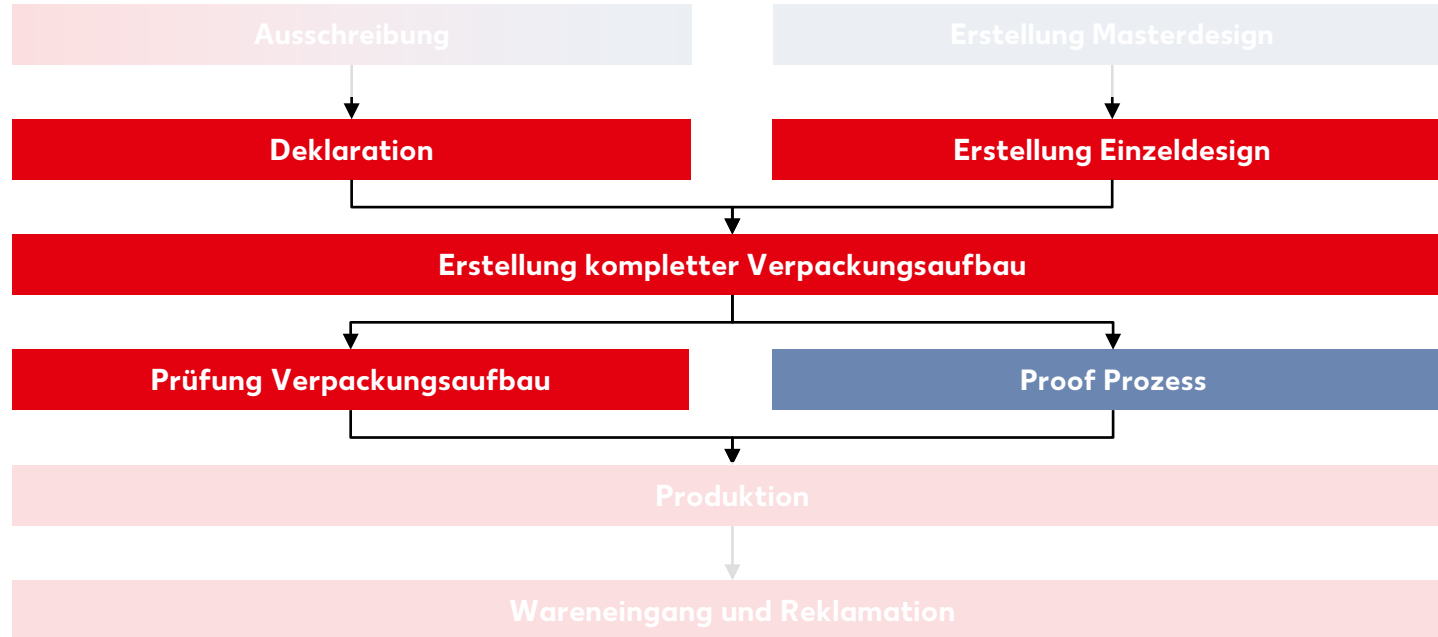 Ausschreibung
Erstellung Masterdesign
Deklaration
Erstellung Einzeldesign
Erstellung kompletter Verpackungsaufbau
Prüfung Verpackungsaufbau
Proof Prozess
Produktion
Wareneingang und Reklamation